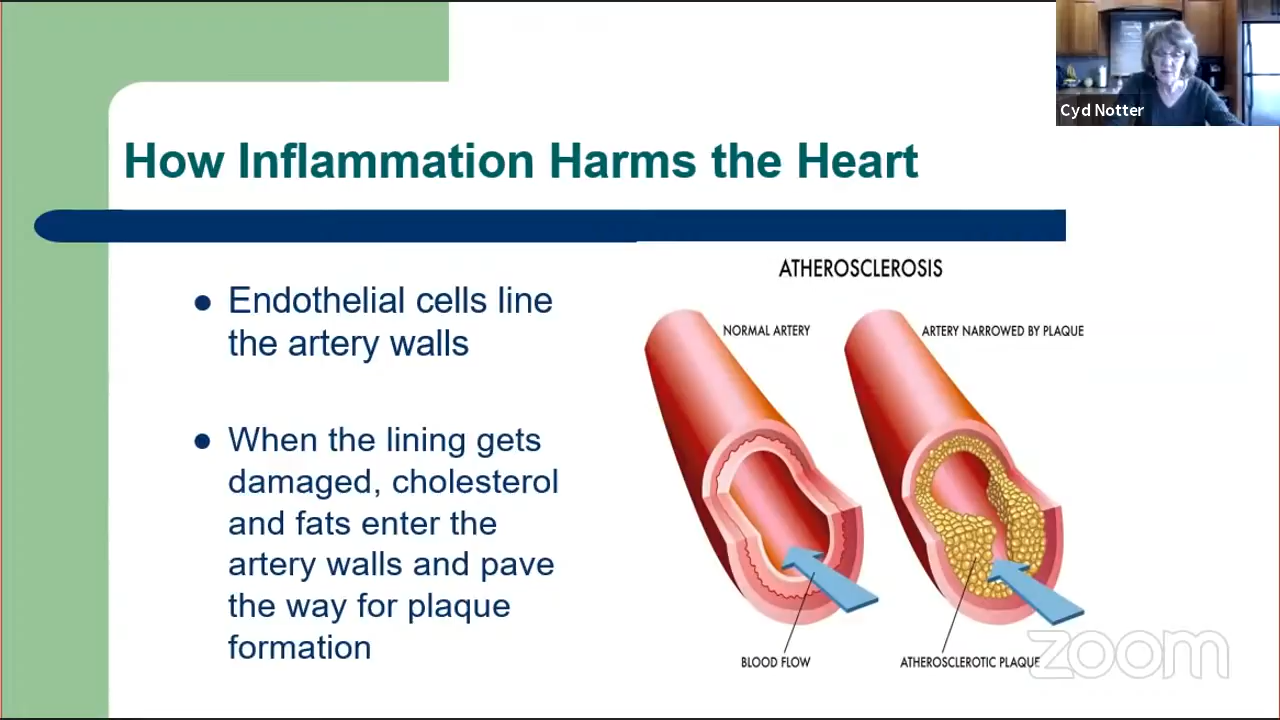 Cyd Notter
How Inflammation Harms the Heart
Endothelial cells line
the artery walls
When the lining gets
damaged, cholesterol
and fats enter the
artery walls and pave
the way for plaque
formation
ATHEROSCLEROSIS
NORMAL ARTERY
ARTERY NARROWED BY PLAQUE
BLOOD FLOW
ATHEROSCLEROTIC PLAQUE
zoom